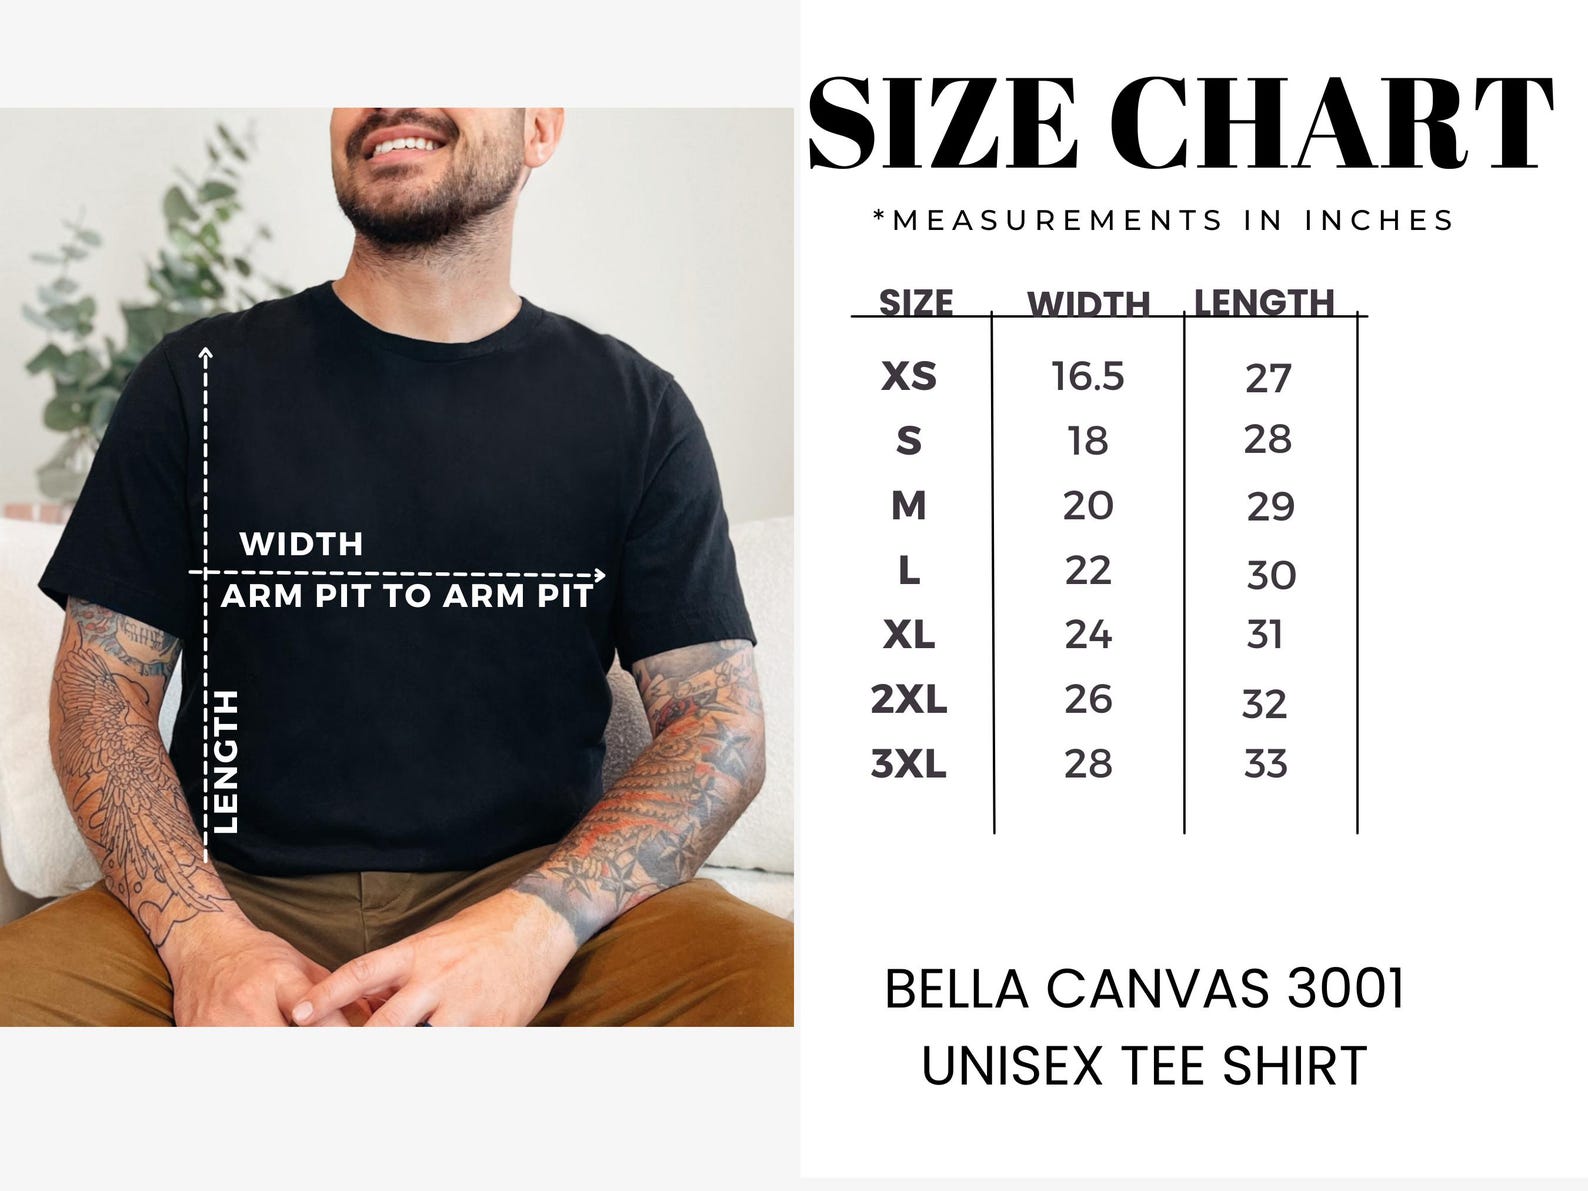 WIDTH
ARM PIT TO ARM PIT
LENGTH
SIZE CHART
*MEASUREMENTS IN INCHES
SIZE WIDTH LENGTH
XS 16.5 27
S 18 28
M 20 29
L 22 30
XL 24 31
2XL 26 32
3XL 28 33
BELLA CANVAS 3001
UNISEX TEE SHIRT